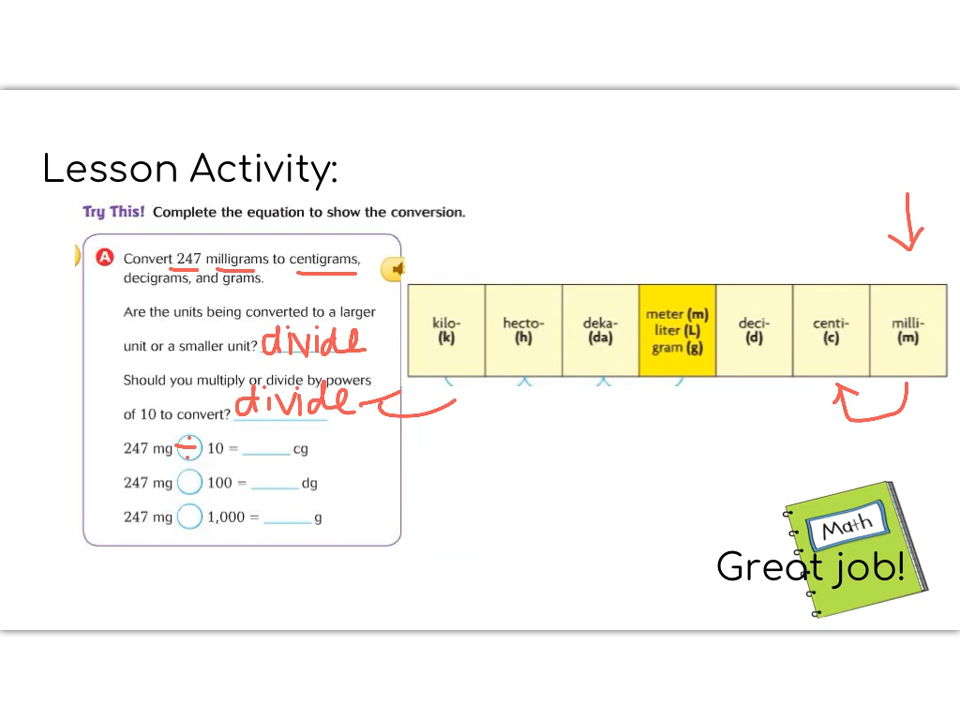 Lesson Activity:
Try This! Complete the equation to show the conversion.
A Convert 247 milligrams to centigrams,
decigrams, and grams.
Are the units being converted to a larger
unit or a smaller unit? divide
Should you multiply or divide by powers
of 10 to convert? divide
247 mg ÷ 10 = ______ cg
247 mg ◯ 100 = ______ dg
247 mg ◯ 1,000 = ______ g
kilo- (k)
hecto- (h)
deka- (da)
meter (m)
liter (L)
gram (g)
deci- (d)
centi- (c)
milli- (m)
Math
Great job!